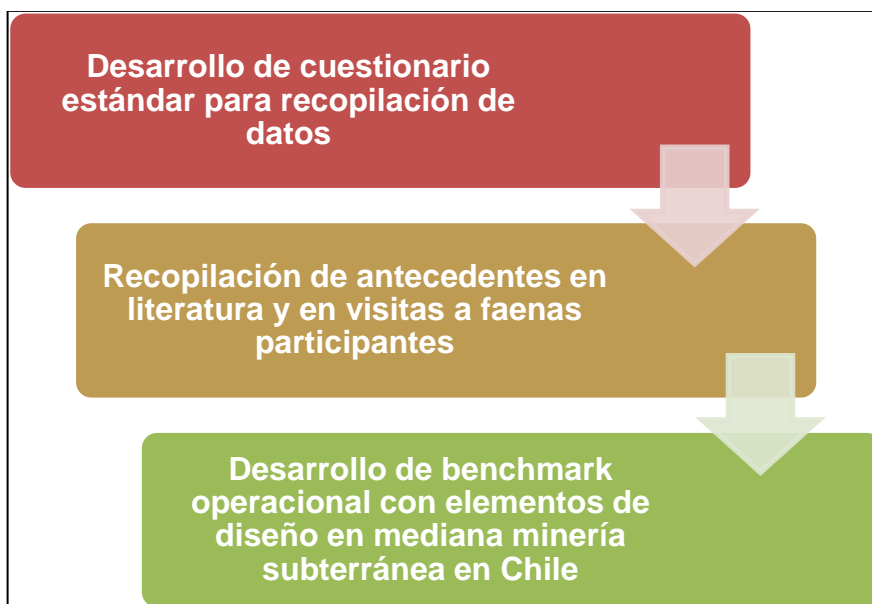 Desarrollo de cuestionario
estándar para recopilación de
datos
Recopilación de antecedentes en
literatura y en visitas a faenas
participantes
Desarrollo de benchmark
operacional con elementos de
diseño en mediana minería
subterránea en Chile